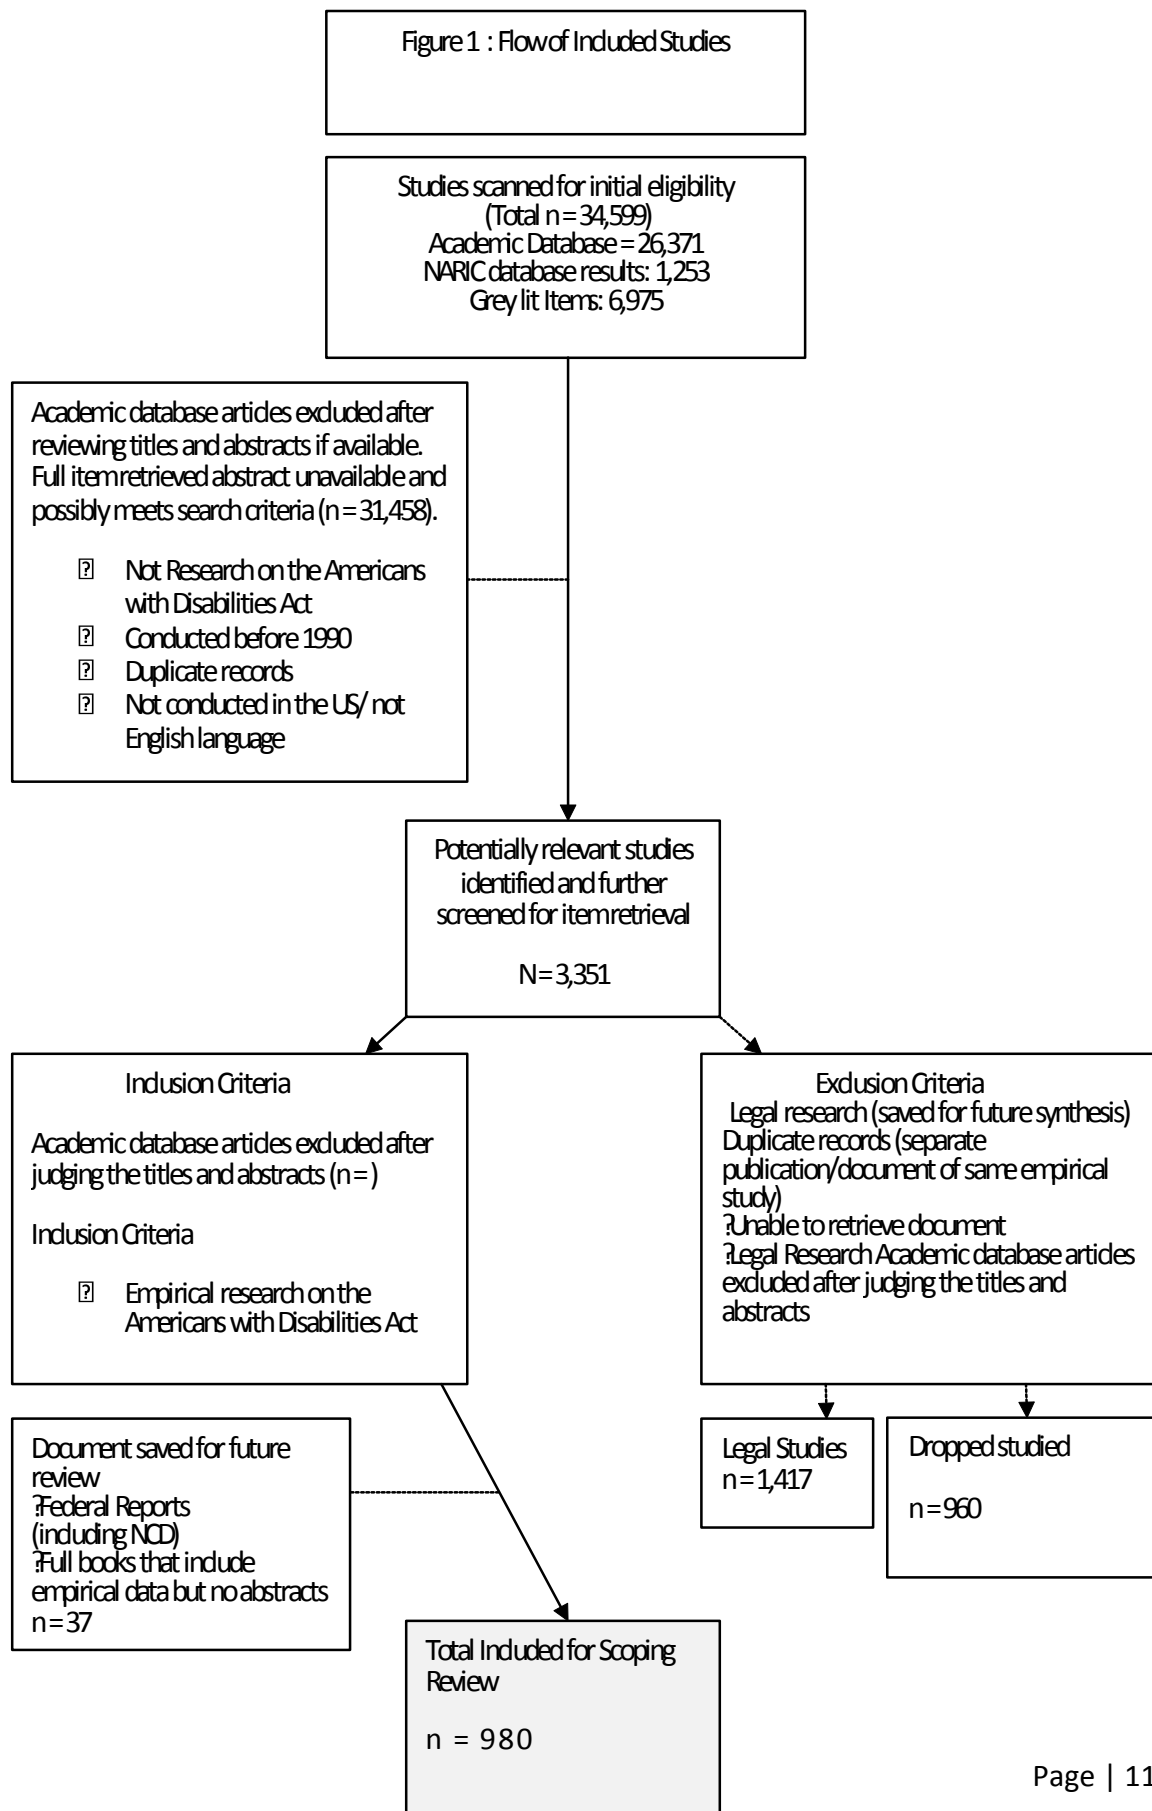 Figure 1 : Flow of Included Studies
Studies scanned for initial eligibility
(Total n = 34,599)
Academic Database = 26,371
NARIC database results: 1,253
Grey lit Items: 6,975
Academic database articles excluded after
reviewing titles and abstracts if available.
Full item retrieved abstract unavailable and
possibly meets search criteria (n = 31,458).
⍰ Not Research on the Americans
with Disabilities Act
⍰ Conducted before 1990
⍰ Duplicate records
⍰ Not conducted in the US/ not
English language
Potentially relevant studies
identified and further
screened for item retrieval
N = 3,351
Inclusion Criteria
Academic database articles excluded after
judging the titles and abstracts (n = )
Inclusion Criteria
⍰ Empirical research on the
Americans with Disabilities Act
Exclusion Criteria
Legal research (saved for future synthesis)
Duplicate records (separate
publication/document of same empirical
study)
?Unable to retrieve document
?Legal Research Academic database articles
excluded after judging the titles and
abstracts
Legal Studies
n = 1,417
Dropped studied
n = 960
Document saved for future
review
?Federal Reports
(including NCD)
?Full books that include
empirical data but no abstracts
n = 37
Total Included for Scoping
Review
n = 980
Page | 11